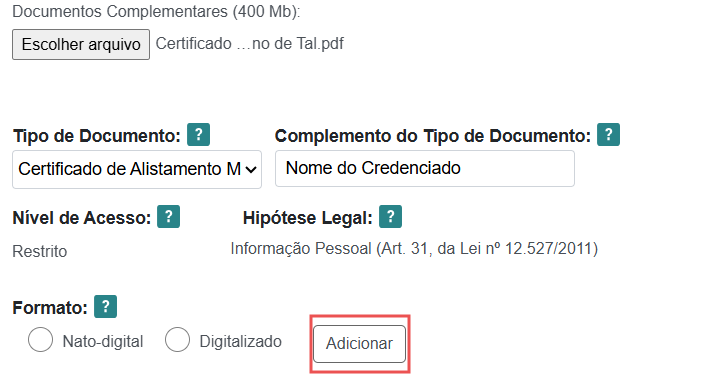 Documentos Complementares (400 Mb):
Escolher arquivo Certificado ...no de Tal.pdf
Tipo de Documento: ? Complemento do Tipo de Documento: ?
Certificado de Alistamento M Nome do Credenciado
Nível de Acesso: ? Hipótese Legal: ?
Restrito Informação Pessoal (Art. 31, da Lei nº 12.527/2011)
Formato: ?
Nato-digital Digitalizado Adicionar